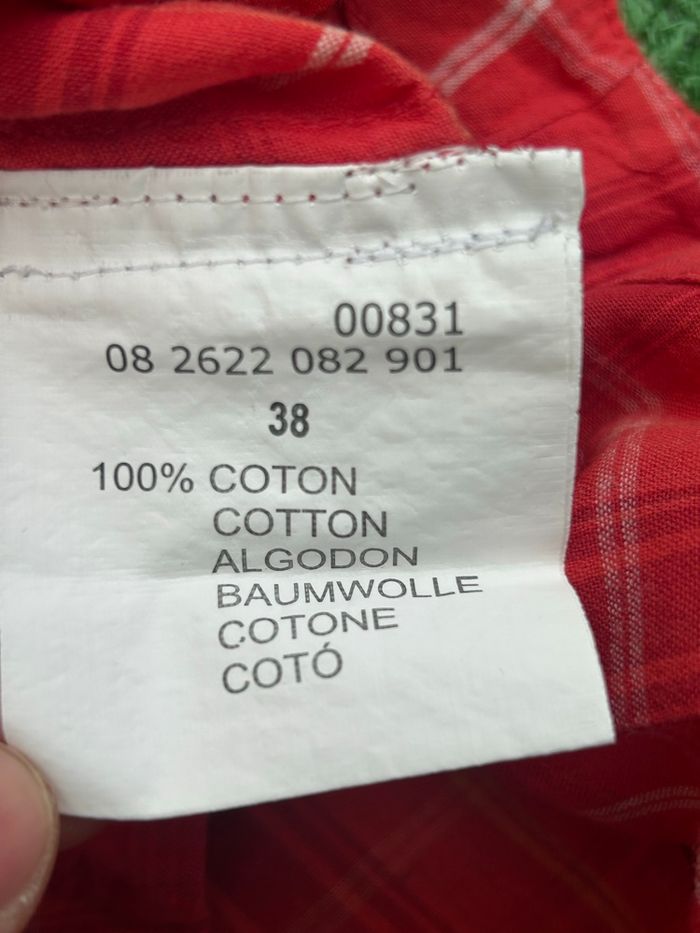 00831
08 2622 082 901
38
100% COTON
COTTON
ALGODON
BAUMWOLLE
COTONE
COTÓ